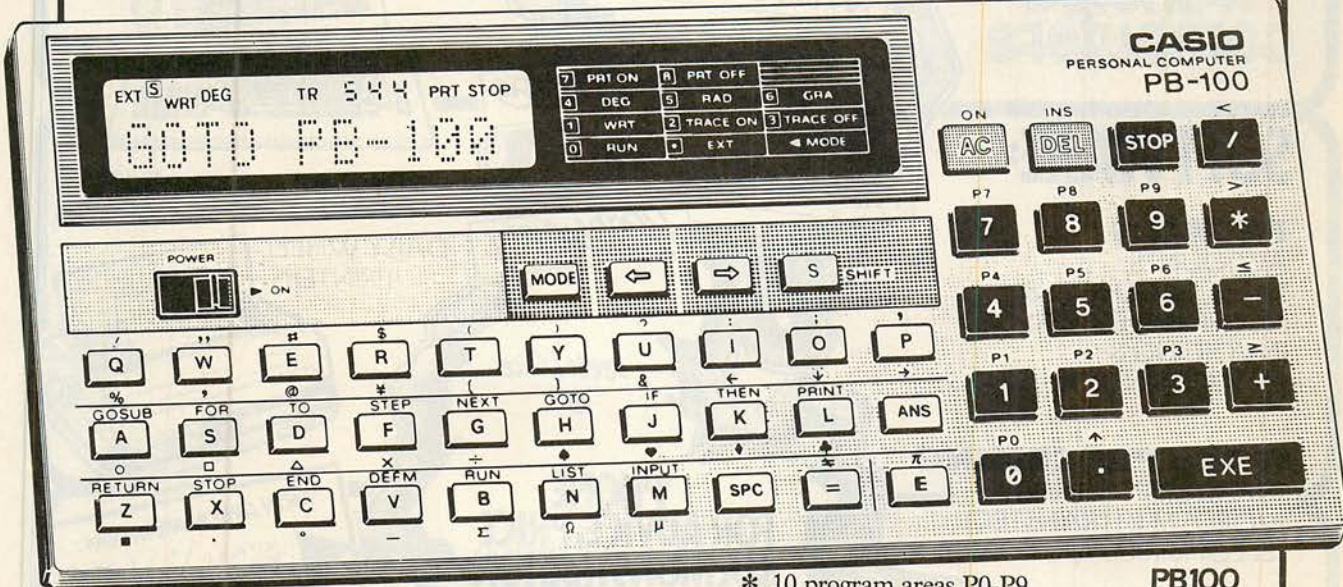 CASIO
PERSONAL COMPUTER
PB-100
EXT S WRT DEG TR 544 PRT STOP
GOTO PB-100
7 PRT ON 8 PRT OFF
4 DEG 5 RAD 6 GRA
1 WRT 2 TRACE ON 3 TRACE OFF
0 RUN • EXT ◄ MODE
ON INS <
AC DEL STOP /
P7 P8 P9 >
7 8 9 *
P4 P5 P6 ≤
4 5 6 −
P1 P2 P3 ≥
1 2 3 +
P0 ↑
0 . EXE
POWER
► ON
MODE ⇦ ⇨ S SHIFT
! " # $ ( ) ? : ; ,
Q W E R T Y U I O P
% ' @ ¥ ( ) & ← ↓ →
GOSUB FOR TO STEP NEXT GOTO IF THEN PRINT
A S D F G H J K L ANS
○ □ △ × ÷ ♠ ♥ ♦ ♣
RETURN STOP END DEFM RUN LIST INPUT ≠ π
Z X C V B N M SPC = E
■ . ° − Σ Ω μ
* 10 program areas P0-P9
PB100